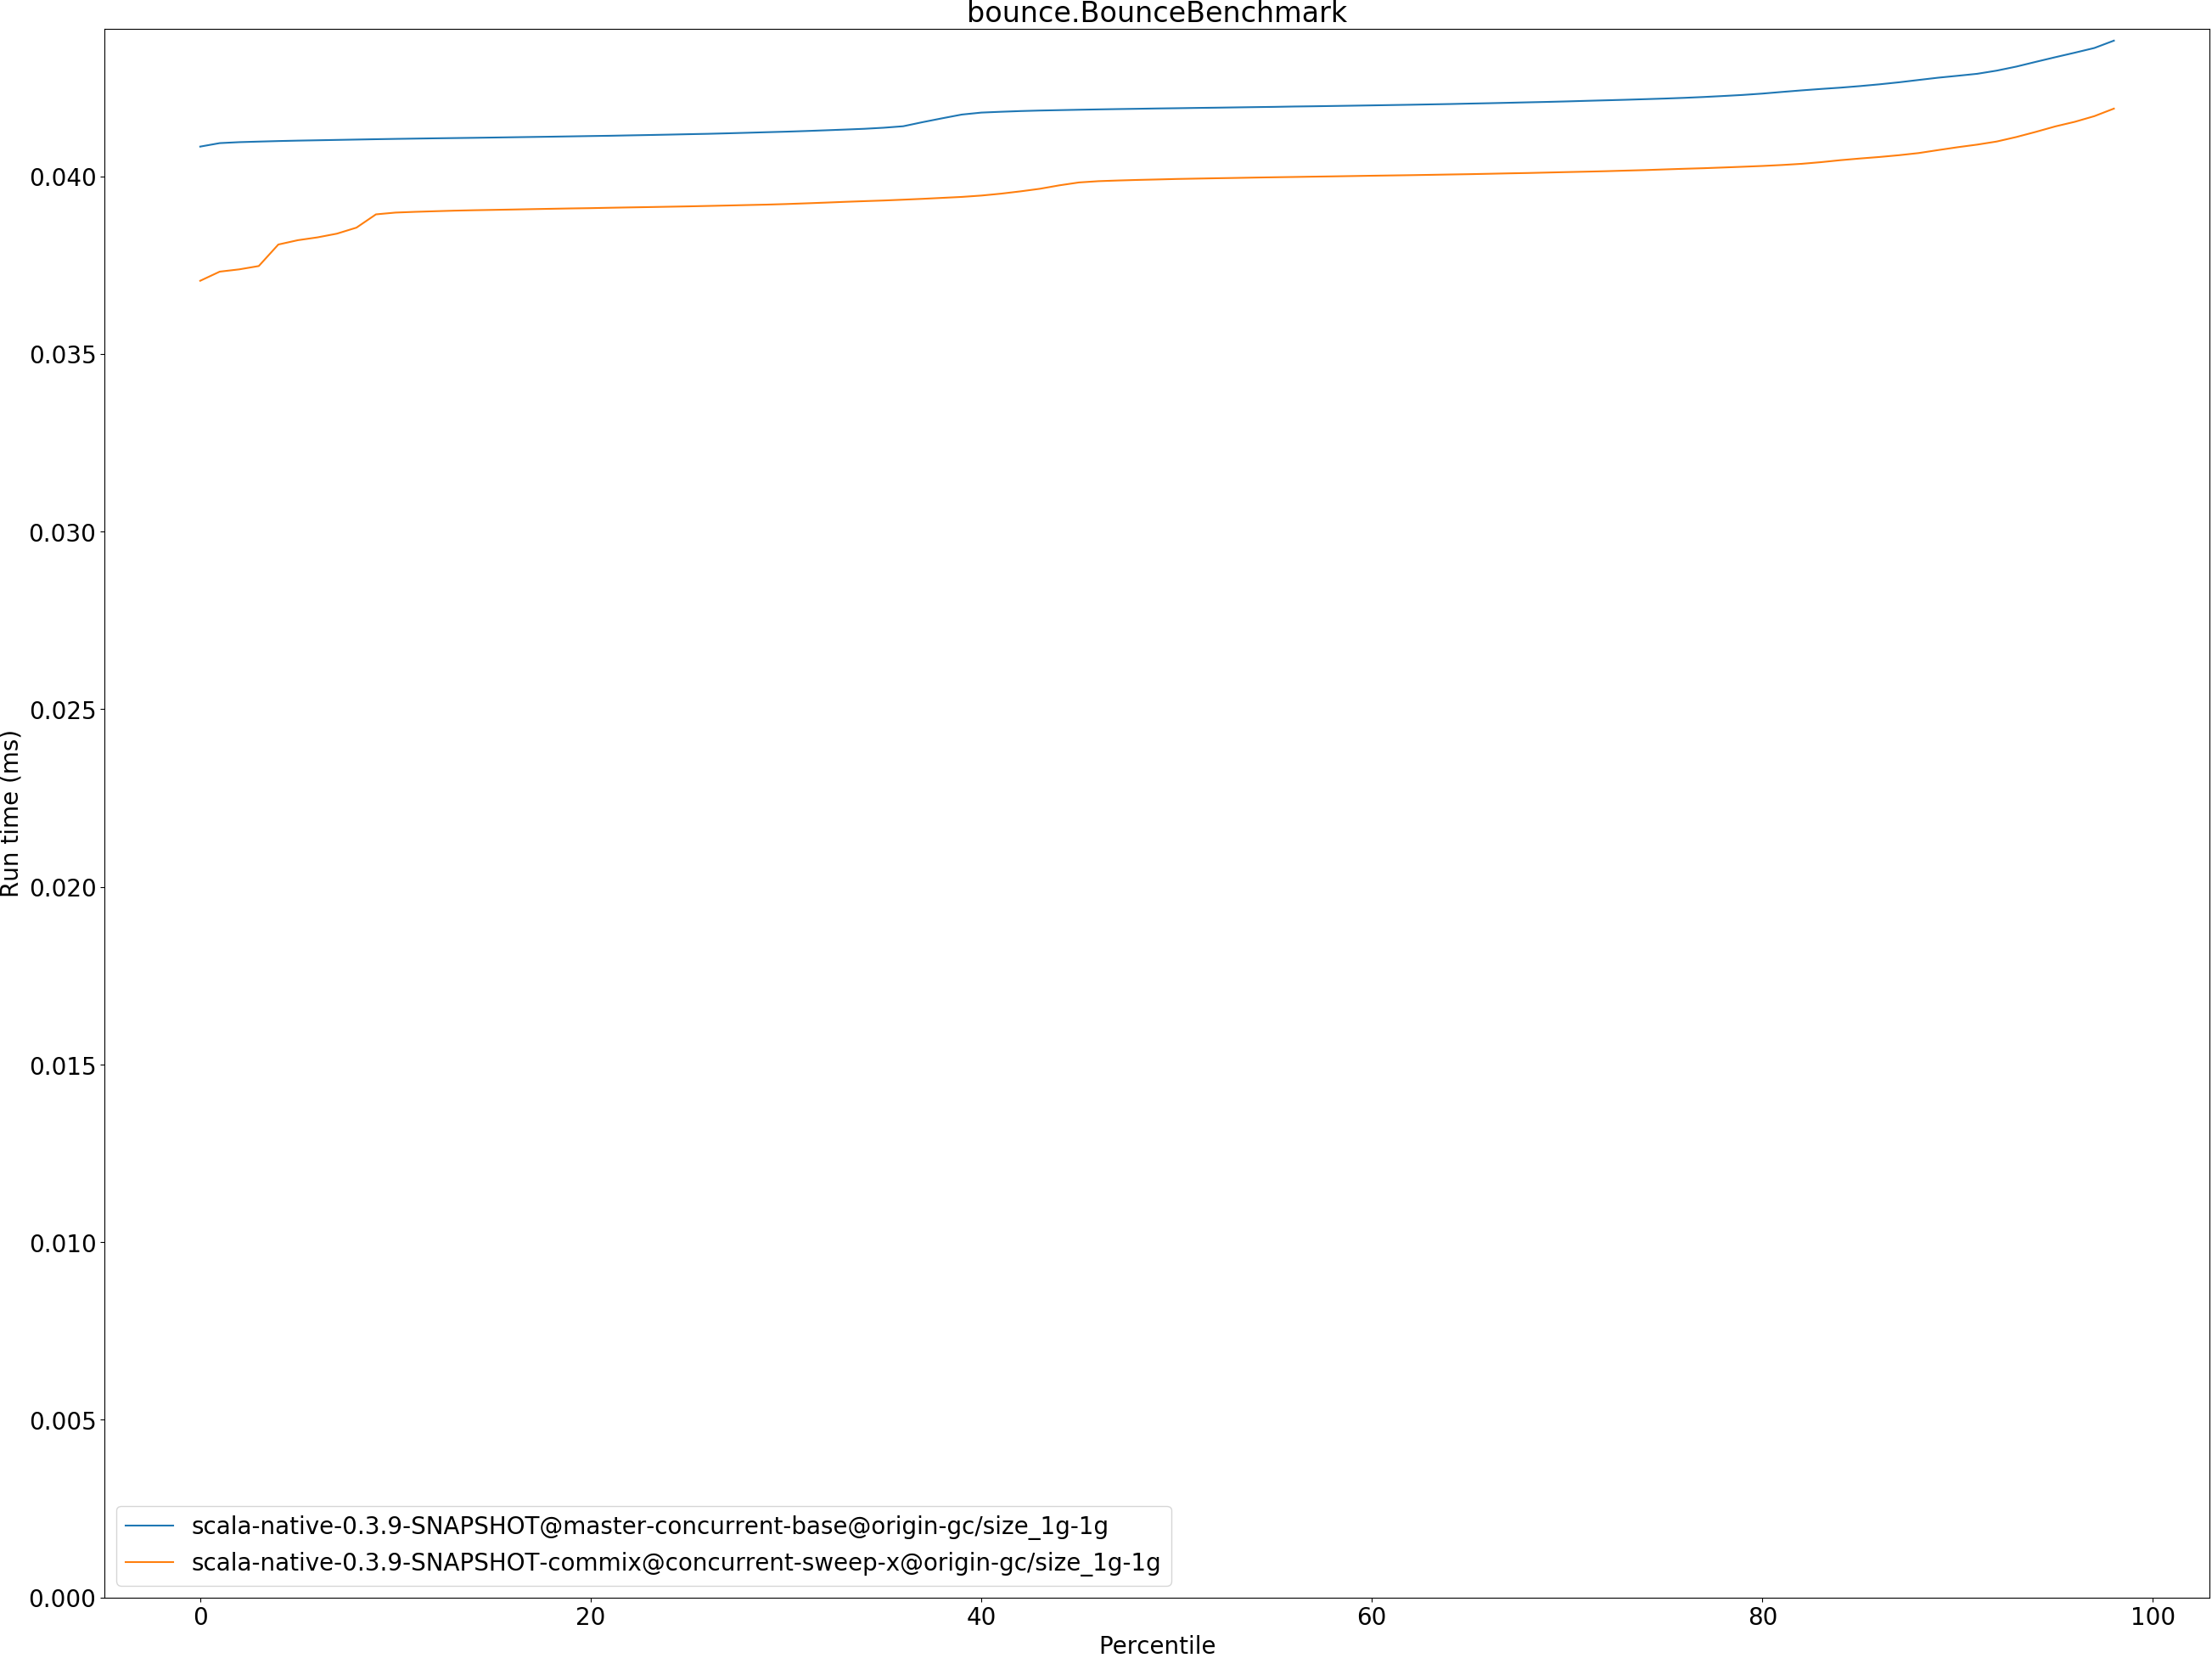 bounce.BounceBenchmark
Run time (ms)
0.040
0.035
0.030
0.025
0.020
0.015
0.010
0.005
0.000
scala-native-0.3.9-SNAPSHOT@master-concurrent-base@origin-gc/size_1g-1g
scala-native-0.3.9-SNAPSHOT-commix@concurrent-sweep-x@origin-gc/size_1g-1g
0 20 40 60 80 100
Percentile